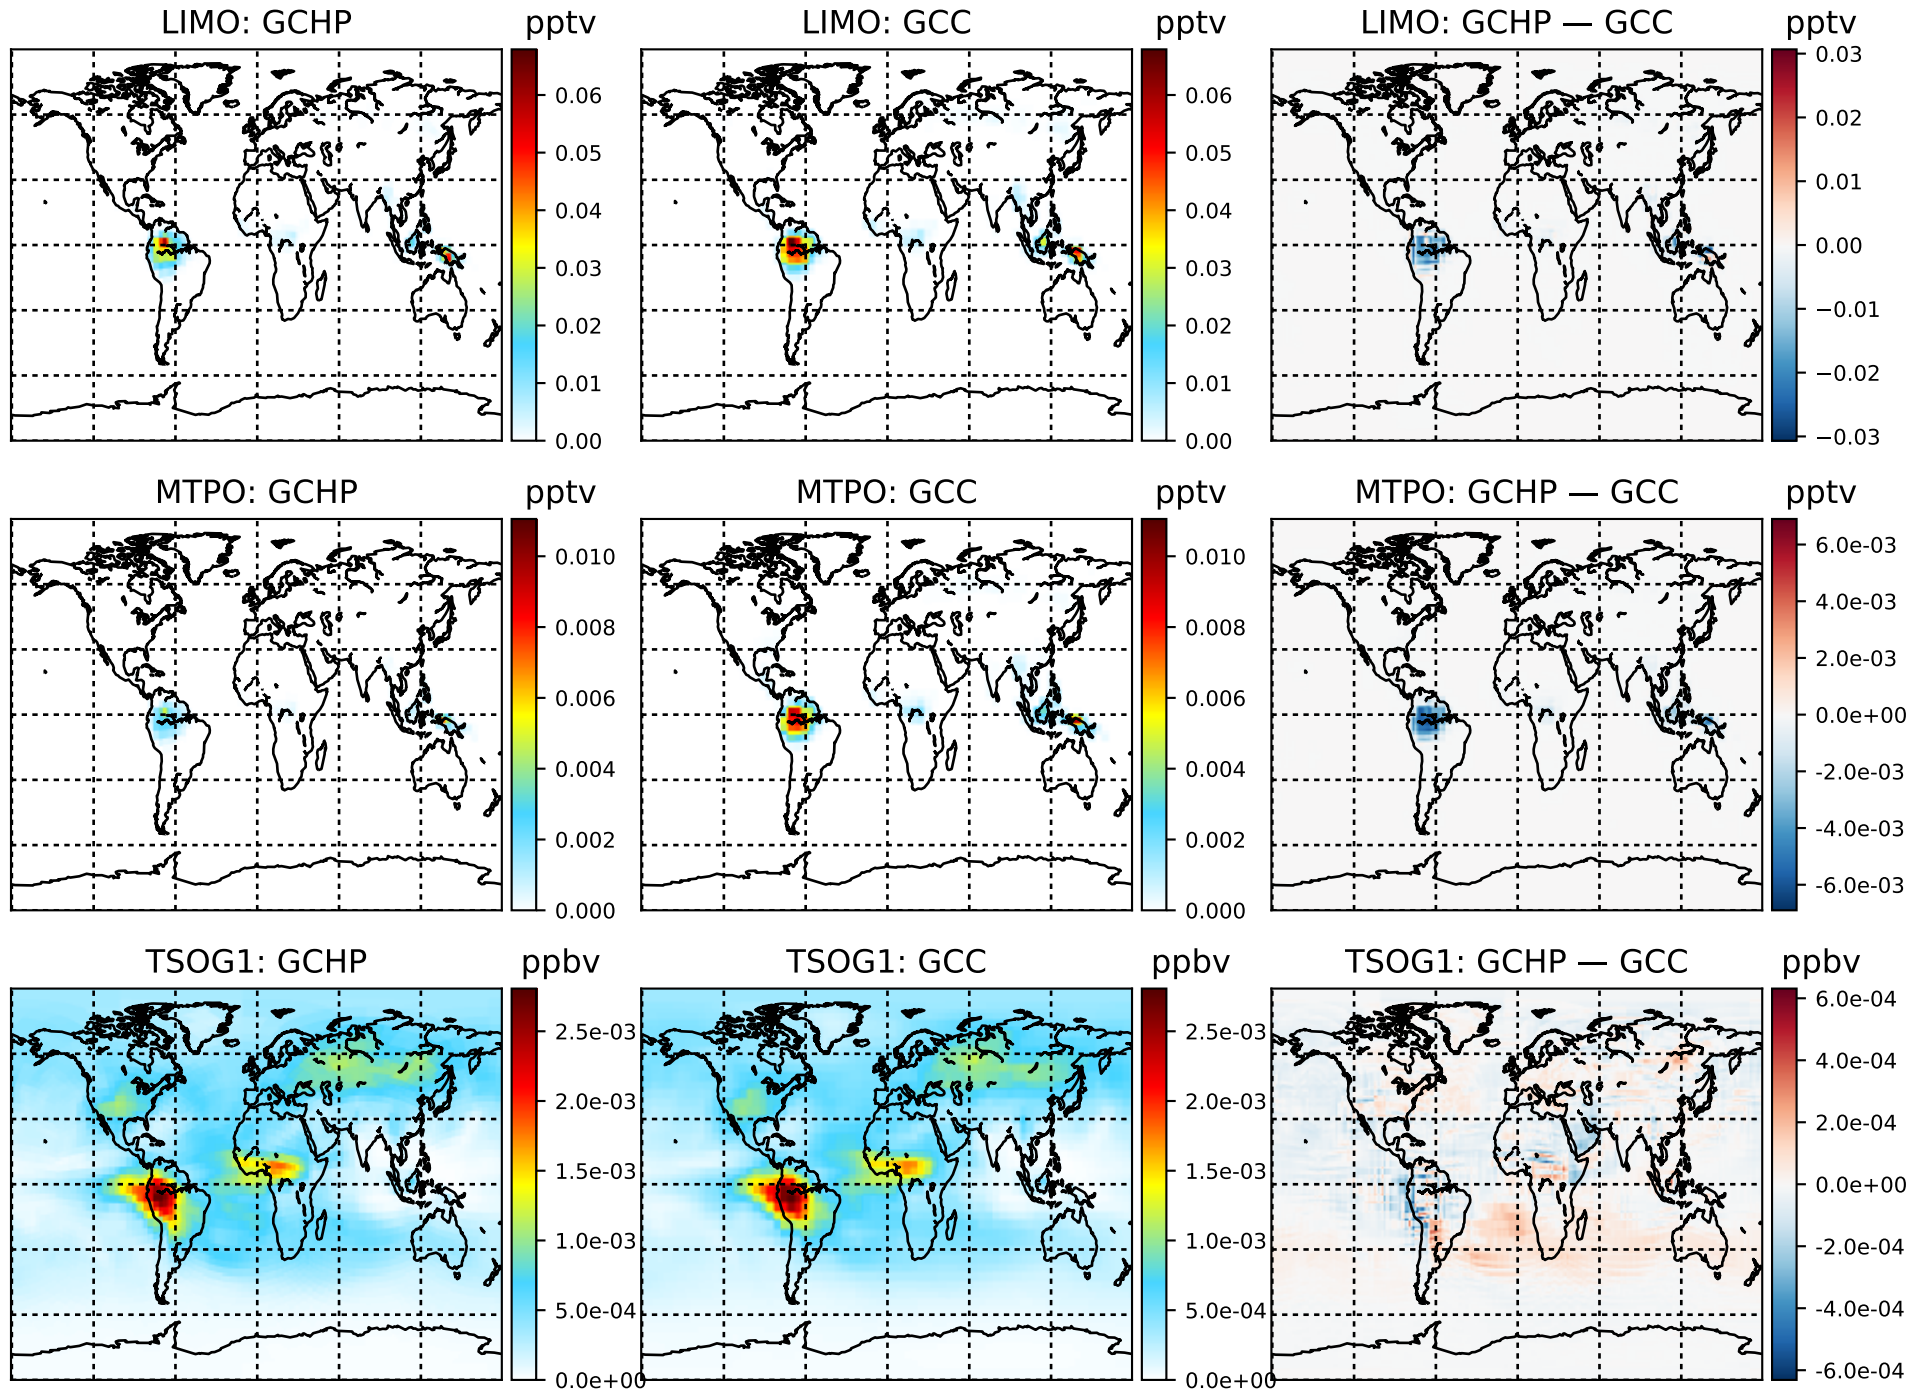 LIMO: GCHP pptv LIMO: GCC pptv LIMO: GCHP — GCC pptv
0.06 0.06 0.03
0.05 0.05 0.02
0.04 0.04 0.01
0.03 0.03 0.00
0.02 0.02 −0.01
0.01 0.01 −0.02
0.00 0.00 −0.03
MTPO: GCHP pptv MTPO: GCC pptv MTPO: GCHP — GCC pptv
0.010 0.010 6.0e-03
0.008 0.008 4.0e-03
0.006 0.006 2.0e-03
0.004 0.004 0.0e+00
0.002 0.002 -2.0e-03
0.000 0.000 -4.0e-03
-6.0e-03
TSOG1: GCHP ppbv TSOG1: GCC ppbv TSOG1: GCHP — GCC ppbv
2.5e-03 2.5e-03 6.0e-04
2.0e-03 2.0e-03 4.0e-04
1.5e-03 1.5e-03 2.0e-04
1.0e-03 1.0e-03 0.0e+00
5.0e-04 5.0e-04 -2.0e-04
0.0e+00 0.0e+00 -4.0e-04
-6.0e-04